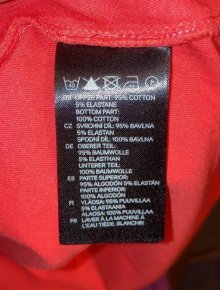 GB UPPER PART: 95% COTTON
5% ELASTANE
BOTTOM PART:
100% COTTON
CZ SVRCHNÍ DÍL: 95% BAVLNA
5% ELASTAN
SPODNÍ DÍL: 100% BAVLNA
DE OBERER TEIL:
95% BAUMWOLLE
5% ELASTHAN
UNTERER TEIL:
100% BAUMWOLLE
ES PARTE SUPERIOR:
95% ALGODÓN 5% ELASTÁN
PARTE INFERIOR:
100% ALGODÓN
FI YLÄOSA: 95% PUUVILLAA
5% ELASTAANIA
ALAOSA: 100% PUUVILLAA
FR LAVER À LA MACHINE À
L'EAU TIÈDE. BLANCHIR